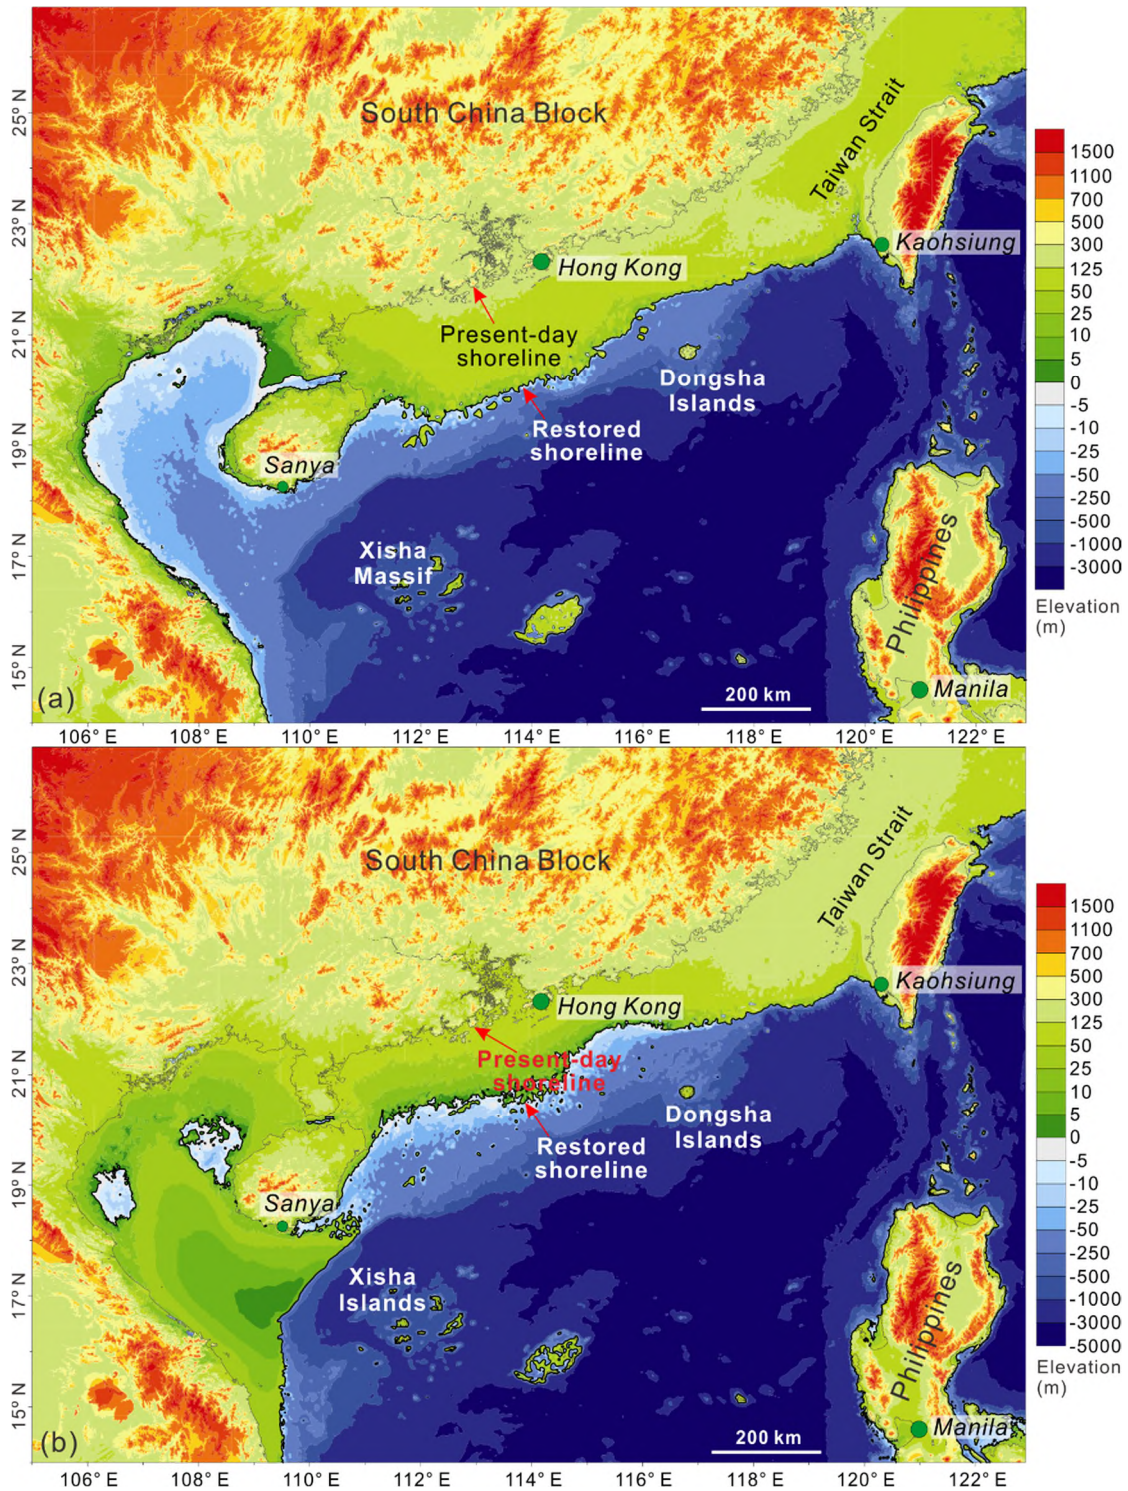 South China Block
Taiwan Strait
Kaohsiung
Hong Kong
Present-day
shoreline
Dongsha
Islands
Restored
shoreline
Sanya
Xisha
Massif
Philippines
Manila
200 km
(a)
25° N
23° N
21° N
19° N
17° N
15° N
106° E
108° E
110° E
112° E
114° E
116° E
118° E
120° E
122° E
1500
1100
700
500
300
125
50
25
10
5
0
-5
-10
-25
-50
-250
-500
-1000
-3000
Elevation
(m)
South China Block
Taiwan Strait
Kaohsiung
Hong Kong
Present-day
shoreline
Dongsha
Islands
Restored
shoreline
Sanya
Xisha
Islands
Philippines
Manila
200 km
(b)
25° N
23° N
21° N
19° N
17° N
15° N
106° E
108° E
110° E
112° E
114° E
116° E
118° E
120° E
122° E
1500
1100
700
500
300
125
50
25
10
5
0
-5
-10
-25
-50
-250
-500
-1000
-3000
-5000
Elevation
(m)